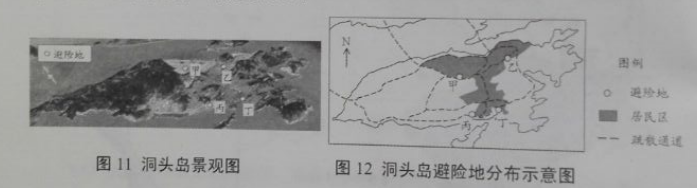 避险地
甲
乙
丙
丁
图11 洞头岛景观图
N
乙
甲
丙
丁
图12 洞头岛避险地分布示意图
图例
避险地
居民区
疏散通道